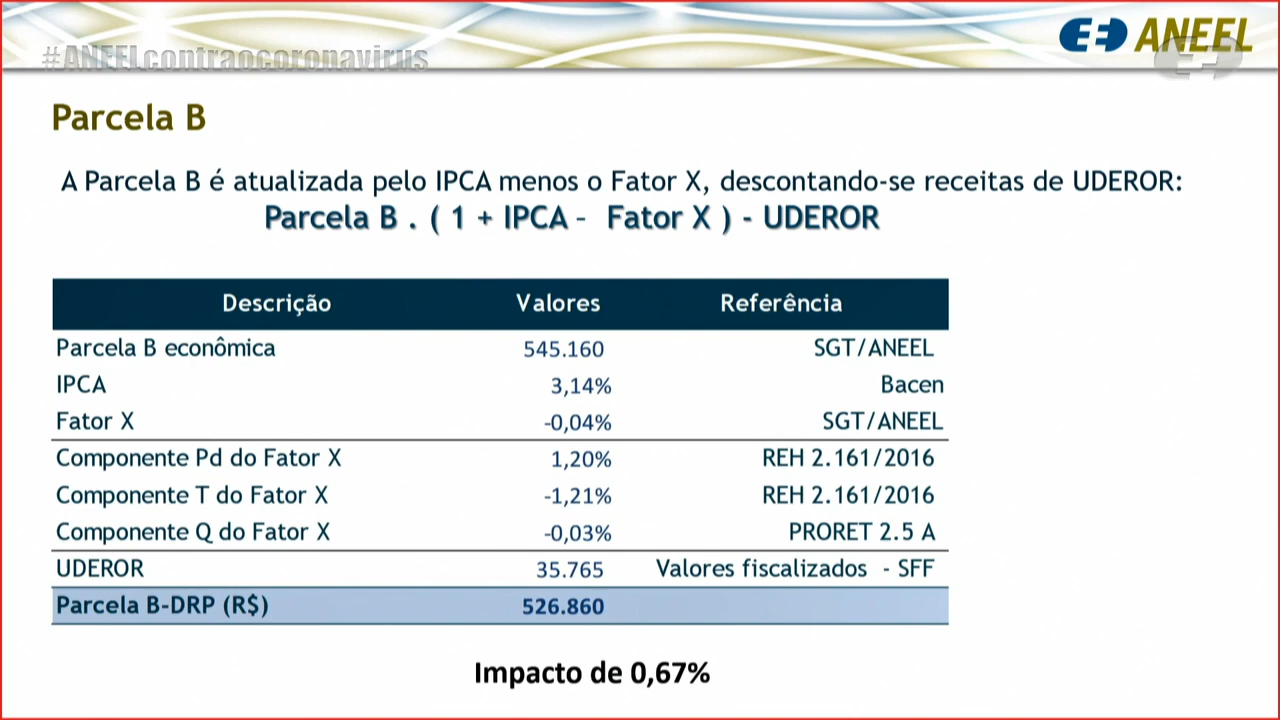 ANEEL
#ANEELcontraocoronavirus
Parcela B
A Parcela B é atualizada pelo IPCA menos o Fator X, descontando-se receitas de UDEROR:
Parcela B . ( 1 + IPCA – Fator X ) - UDEROR
Descrição Valores Referência
Parcela B econômica 545.160 SGT/ANEEL
IPCA 3,14% Bacen
Fator X -0,04% SGT/ANEEL
Componente Pd do Fator X 1,20% REH 2.161/2016
Componente T do Fator X -1,21% REH 2.161/2016
Componente Q do Fator X -0,03% PRORET 2.5 A
UDEROR 35.765 Valores fiscalizados - SFF
Parcela B-DRP (R$) 526.860
Impacto de 0,67%